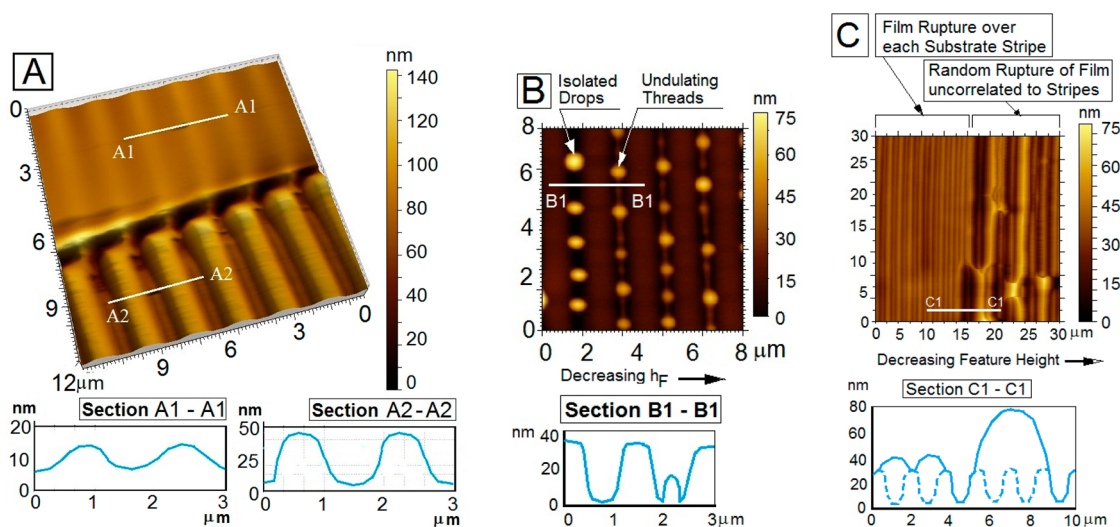 A
nm
140
120
100
80
60
40
20
0
0
3
6
9
12μm
9
6
3
0
A1
A1
A2
A2
nm
Section A1 - A1
20
10
0
0
1
2
μm
3
Section A2 - A2
50
25
0
0
1
2
μm
3
B
Isolated
Drops
Undulating
Threads
nm
75
60
45
30
15
0
8
6
4
2
0
B1
B1
0
2
4
6
8
μm
Decreasing hF
Section B1 - B1
nm
40
20
0
0
1
2
3μm
C
Film Rupture over
each Substrate Stripe
Random Rupture of Film
uncorrelated to Stripes
nm
75
60
45
30
15
0
30
25
20
15
10
5
0
C1
C1
0
5
10
15
20
25
30
μm
Decreasing Feature Height
Section C1 - C1
nm
80
60
40
20
0
0
2
4
6
8
10
μm